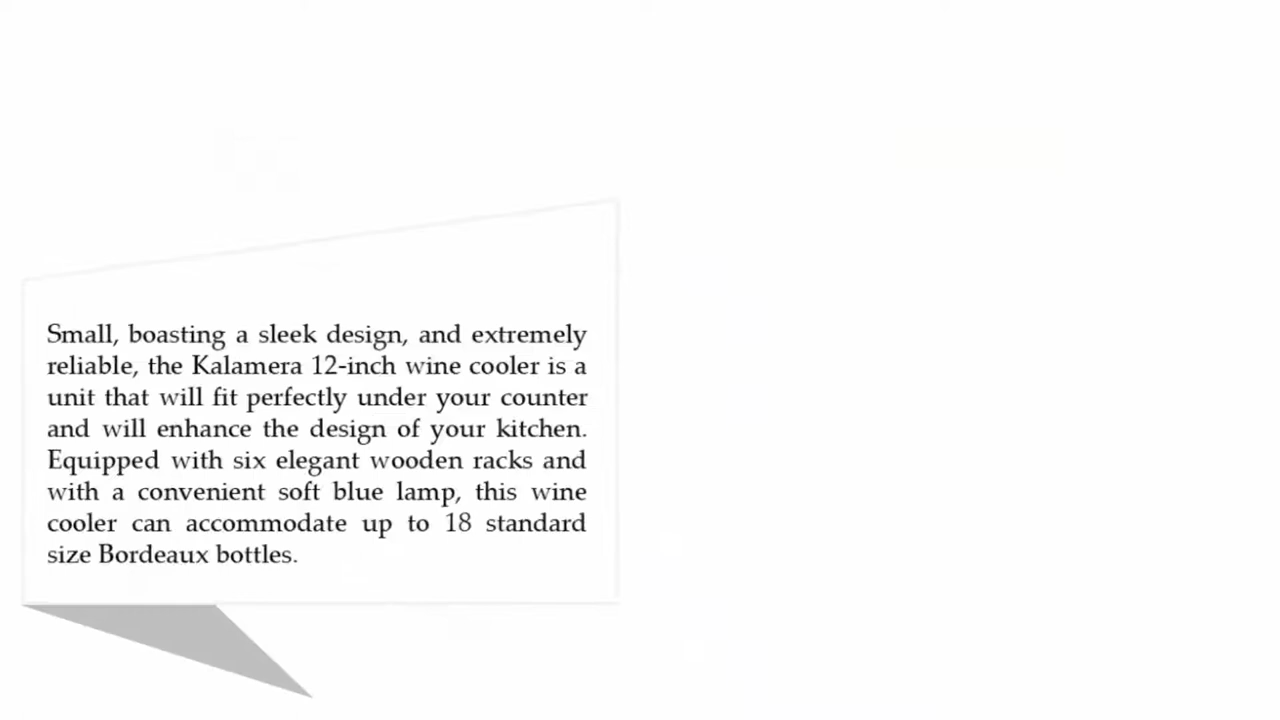 Small, boasting a sleek design, and extremely
reliable, the Kalamera 12-inch wine cooler is a
unit that will fit perfectly under your counter
and will enhance the design of your kitchen.
Equipped with six elegant wooden racks and
with a convenient soft blue lamp, this wine
cooler can accommodate up to 18 standard
size Bordeaux bottles.